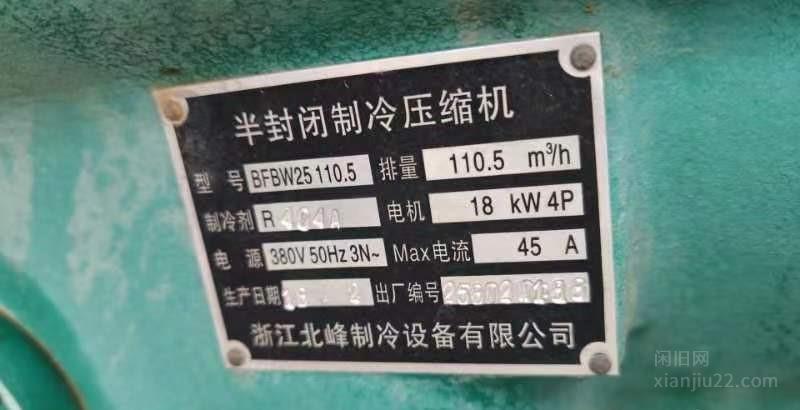 半封闭制冷压缩机
型号 BFBW25 110.5 排量 110.5 m³/h
制冷剂 R 404A 电机 18 kW 4P
电源 380V 50Hz 3N~ Max电流 45 A
生产日期 出厂编号
浙江北峰制冷设备有限公司
闲旧网
xianjiu22.com